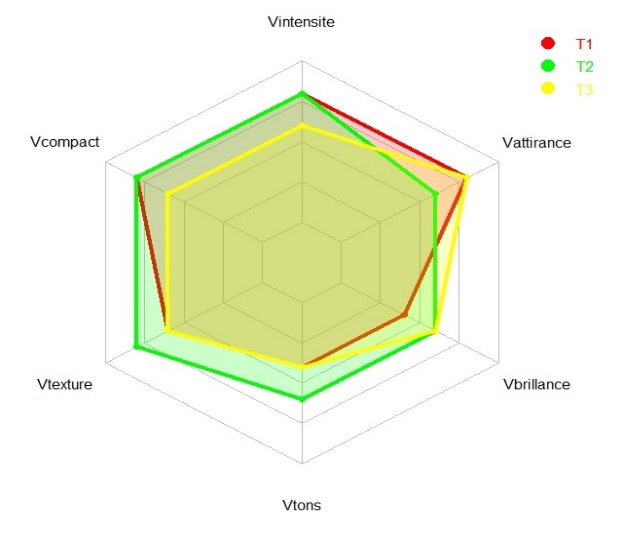 Vintensite
T1
T2
T3
Vcompact
Vattirance
Vtexture
Vbrillance
Vtons